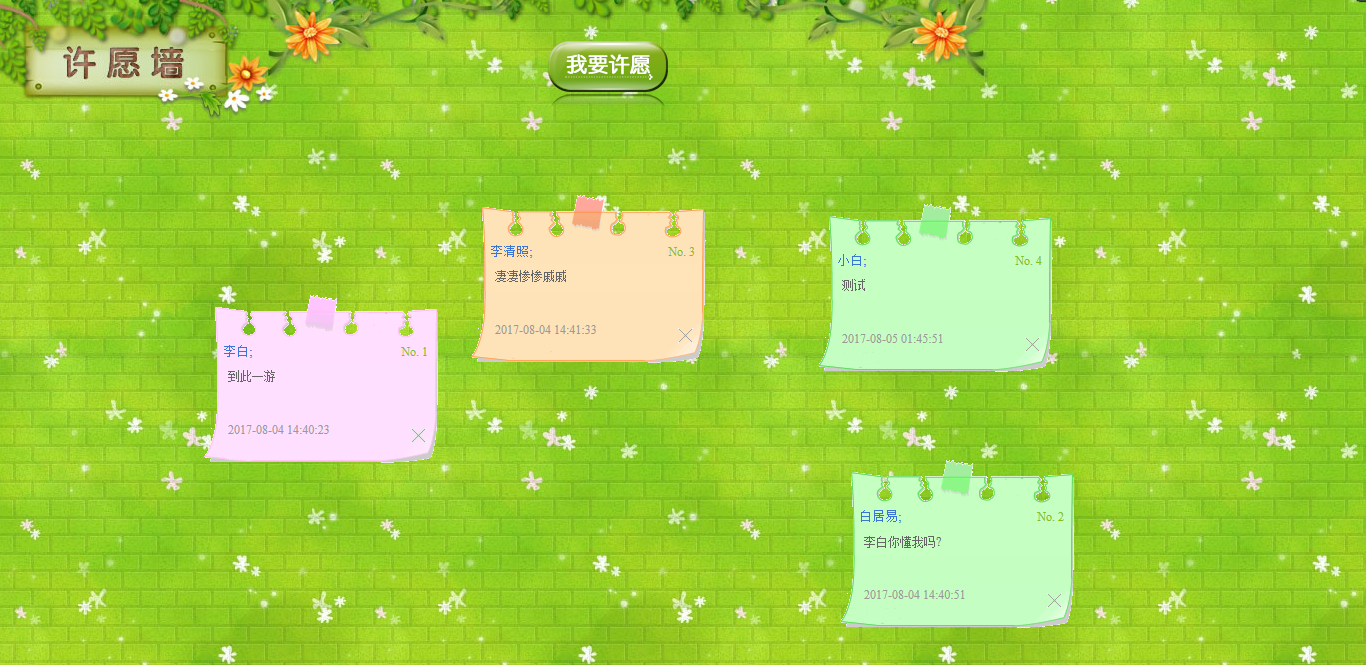 许愿墙
我要许愿
李清照;
No. 3
凄凄惨惨戚戚
2017-08-04 14:41:33
小白;
No. 4
测试
2017-08-05 01:45:51
李白;
No. 1
到此一游
2017-08-04 14:40:23
白居易;
No. 2
李白你懂我吗?
2017-08-04 14:40:51